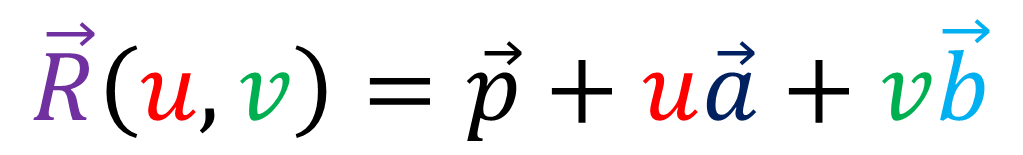 R⃗(u, v) = p⃗ + ua⃗ + vb⃗